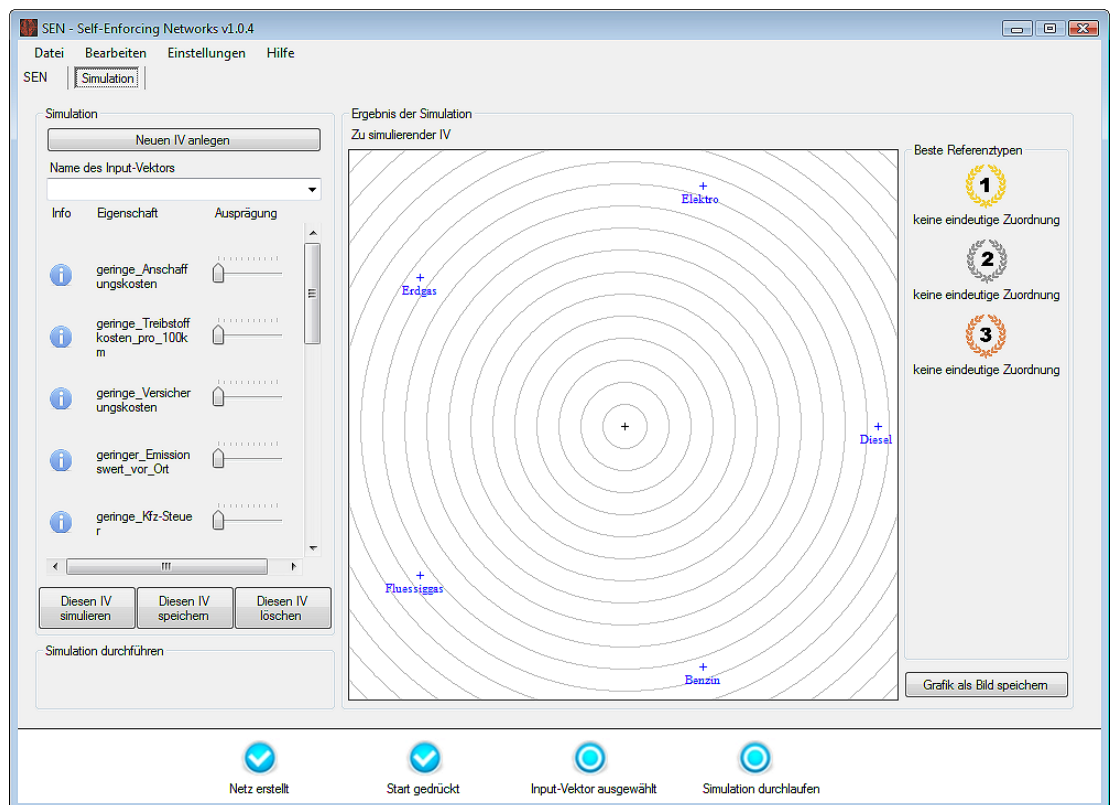 SEN - Self-Enforcing Networks v1.0.4
Datei Bearbeiten Einstellungen Hilfe
SEN Simulation
Simulation
Neuen IV anlegen
Name des Input-Vektors
Info Eigenschaft Ausprägung
geringe_Anschaff
ungskosten
geringe_Treibstoff
kosten_pro_100k
m
geringe_Versicher
ungskosten
geringer_Emission
swert_vor_Ort
geringe_Kfz-Steue
r
Diesen IV
simulieren
Diesen IV
speichern
Diesen IV
löschen
Simulation durchführen
Ergebnis der Simulation
Zu simulierender IV
Elektro
Erdgas
Diesel
Fluessiggas
Benzin
Beste Referenztypen
1
keine eindeutige Zuordnung
2
keine eindeutige Zuordnung
3
keine eindeutige Zuordnung
Grafik als Bild speichern
Netz erstellt
Start gedrückt
Input-Vektor ausgewählt
Simulation durchlaufen